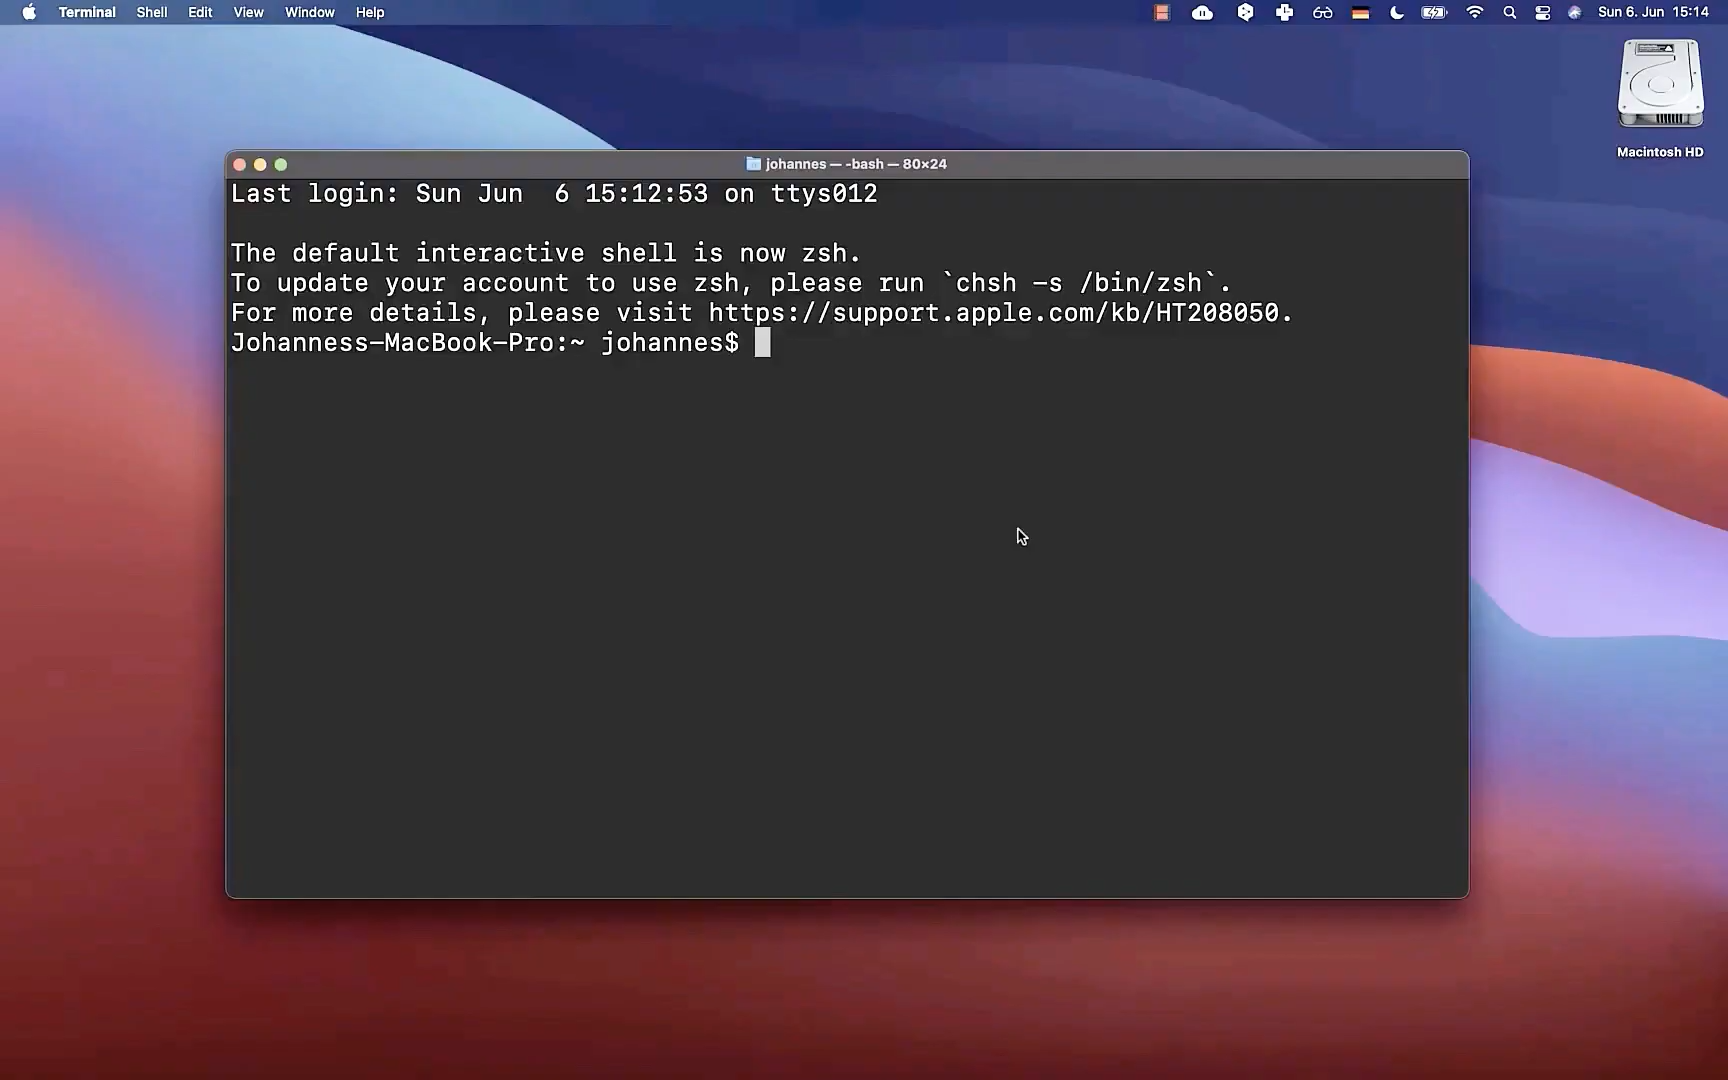 Terminal Shell Edit View Window Help Sun 6. Jun 15:14
Macintosh HD
johannes — -bash — 80×24
Last login: Sun Jun  6 15:12:53 on ttys012
The default interactive shell is now zsh.
To update your account to use zsh, please run `chsh -s /bin/zsh`.
For more details, please visit https://support.apple.com/kb/HT208050.
Johanness-MacBook-Pro:~ johannes$